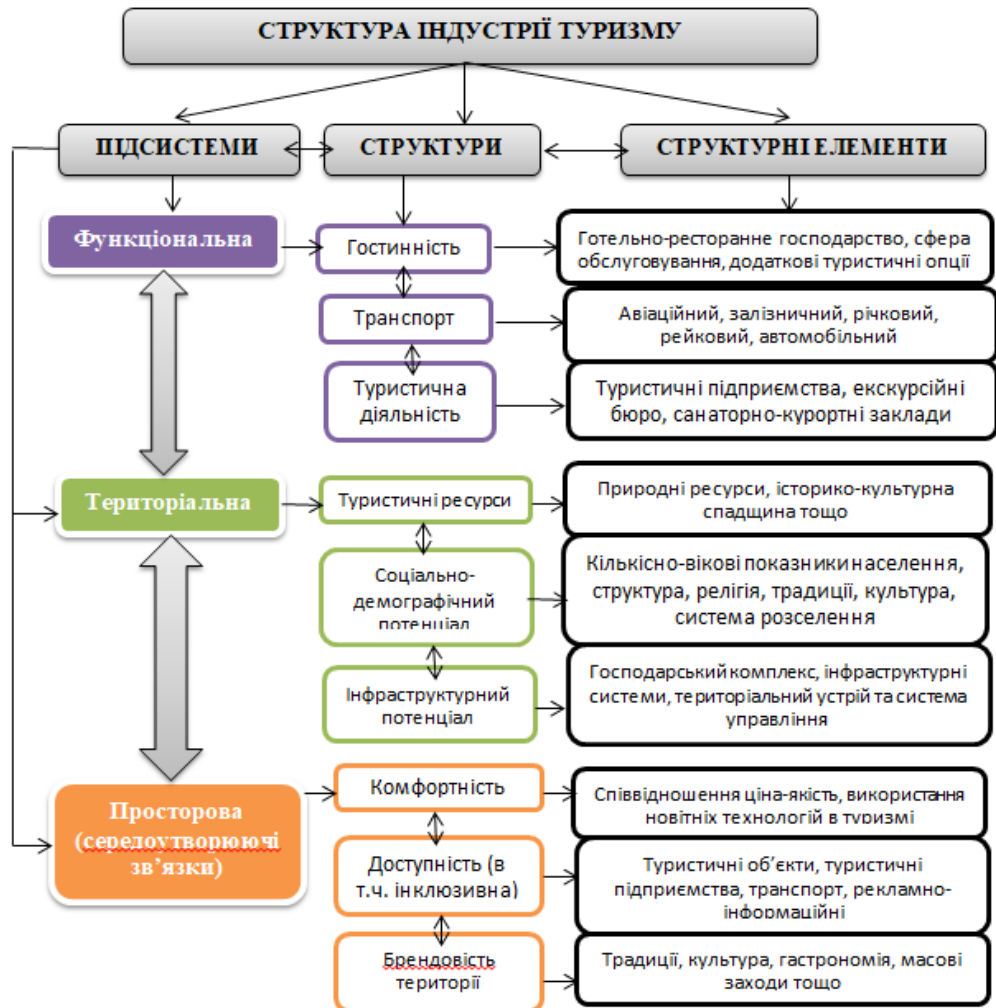 СТРУКТУРА ІНДУСТРІЇ ТУРИЗМУ
ПІДСИСТЕМИ
СТРУКТУРИ
СТРУКТУРНІ ЕЛЕМЕНТИ
Функціональна
Гостинність
Готельно-ресторанне господарство, сфера
обслуговування, додаткові туристичні опції
Транспорт
Авіаційний, залізничний, річковий,
рейковий, автомобільний
Туристична
діяльність
Туристичні підприємства, екскурсійні
бюро, санаторно-курортні заклади
Територіальна
Туристичні ресурси
Природні ресурси, історико-культурна
спадщина тощо
Соціально-
демографічний
потенціал
Кількісно-вікові показники населення,
структура, релігія, традиції, культура,
система розселення
Інфраструктурний
потенціал
Господарський комплекс, інфраструктурні
системи, територіальний устрій та система
управління
Просторова
(середоутворюючі
зв’язки)
Комфортність
Співвідношення ціна-якість, використання
новітніх технологій в туризмі
Доступність (в
т.ч. інклюзивна)
Туристичні об’єкти, туристичні
підприємства, транспорт, рекламно-
інформаційні
Брендовість
території
Традиції, культура, гастрономія, масові
заходи тощо